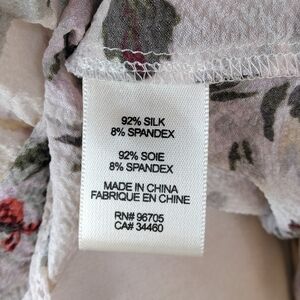 92% SILK
8% SPANDEX
92% SOIE
8% SPANDEX
MADE IN CHINA
FABRIQUE EN CHINE
RN# 96705
CA# 34460